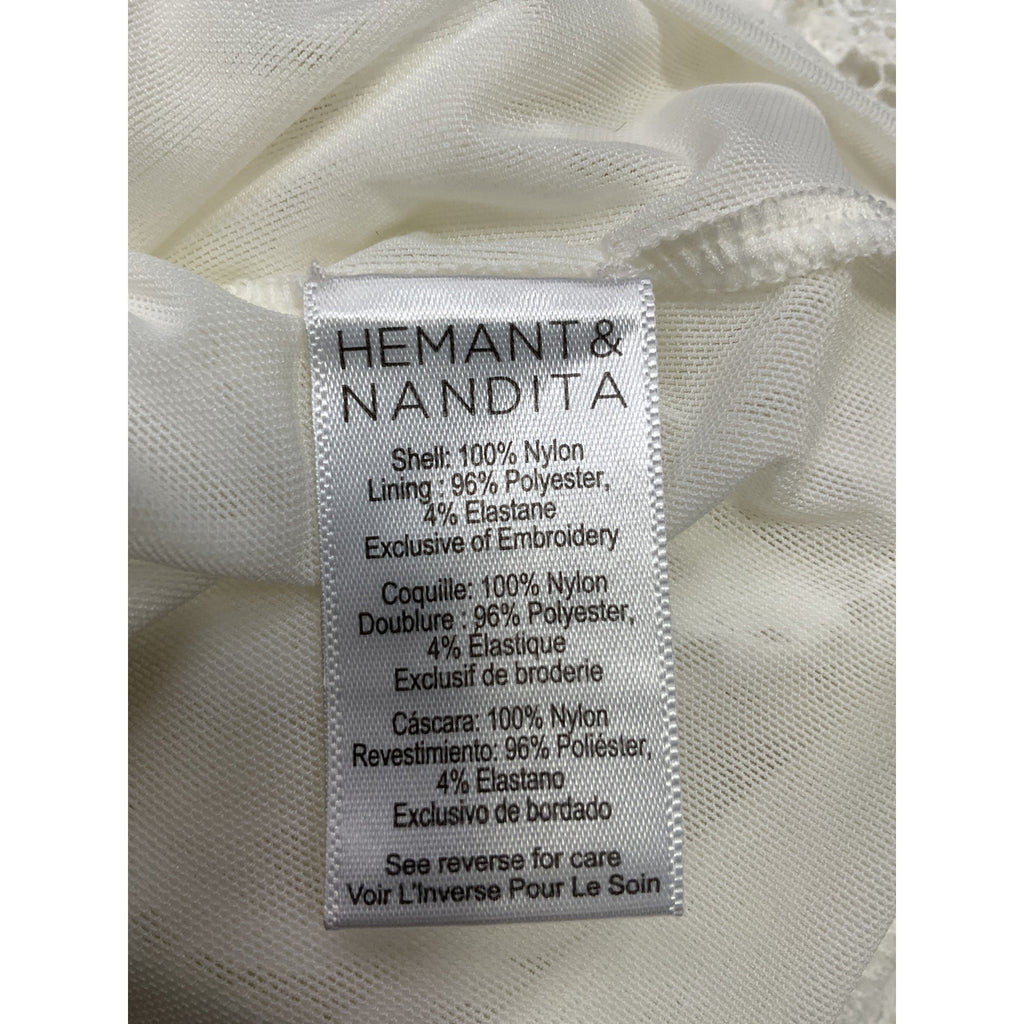 HEMANT &
NANDITA
Shell: 100% Nylon
Lining : 96% Polyester,
4% Elastane
Exclusive of Embroidery
Coquille: 100% Nylon
Doublure : 96% Polyester,
4% Élastique
Exclusif de broderie
Cáscara: 100% Nylon
Revestimiento: 96% Poliéster,
4% Elastano
Exclusivo de bordado
See reverse for care
Voir L'Inverse Pour Le Soin